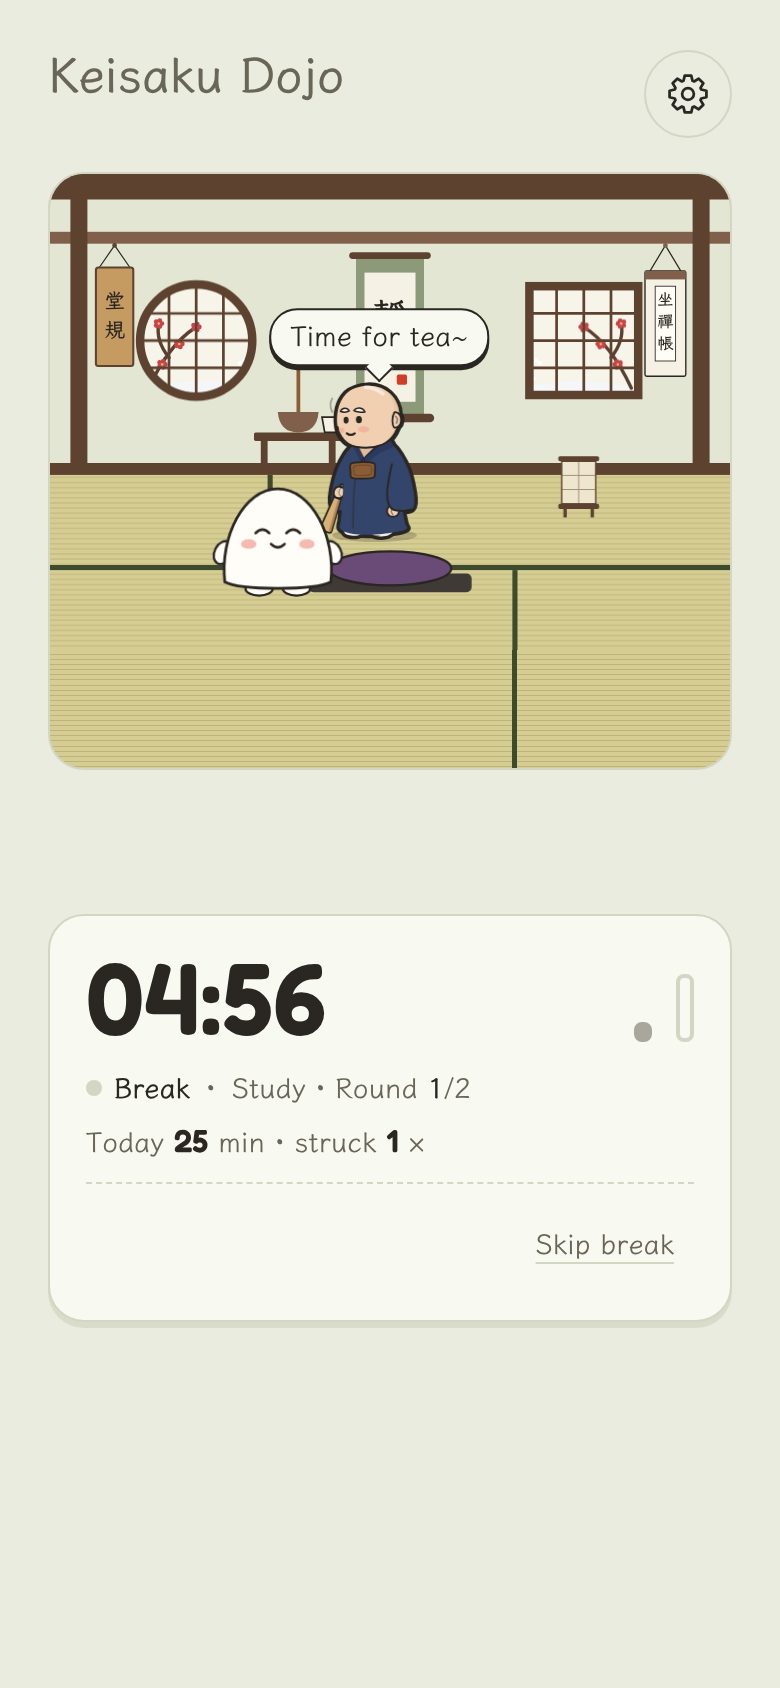 Keisaku Dojo
堂規
坐禪帳
Time for tea~
04:56
Break • Study • Round 1/2
Today 25 min • struck 1 ×
Skip break